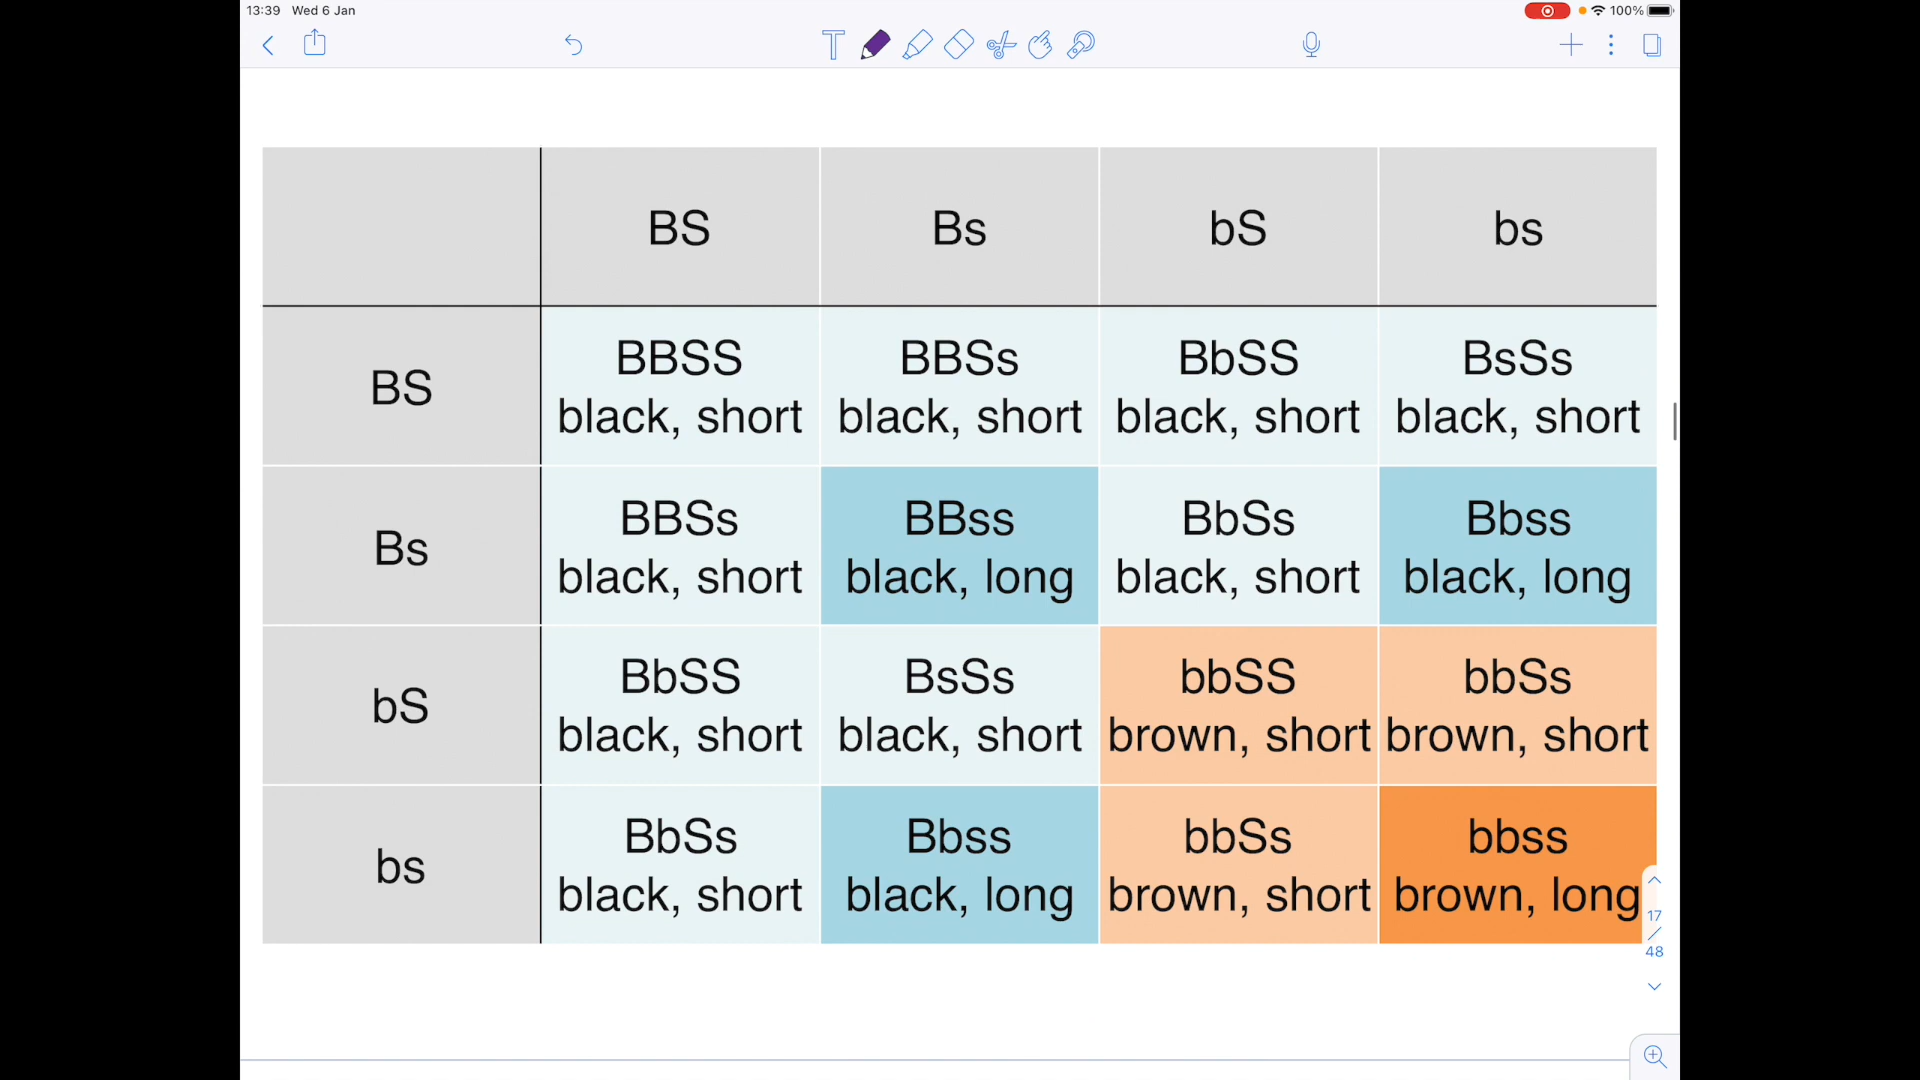 13:39 Wed 6 Jan
100%
BS Bs bS bs
BS
BBSS BBSs BbSS BsSs
black, short black, short black, short black, short
Bs
BBSs BBss BbSs Bbss
black, short black, long black, short black, long
bS
BbSS BsSs bbSS bbSs
black, short black, short brown, short brown, short
bs
BbSs Bbss bbSs bbss
black, short black, long brown, short brown, long
17
/
48